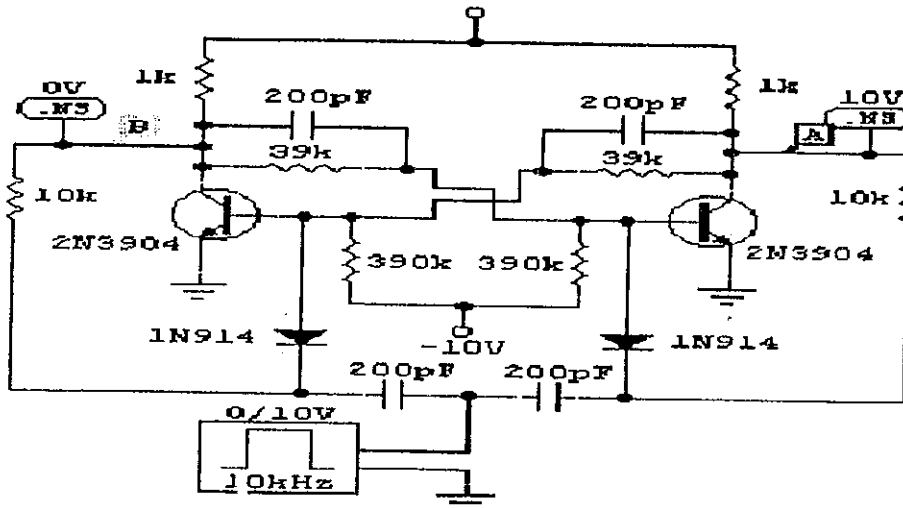 1k
1k
0V
.NS
200pF
200pF
10V
.NS
B
A
39k
39k
10k
10k
2N3904
2N3904
390k
390k
1N914
-10V
1N914
200pF
200pF
0/10V
10kHz